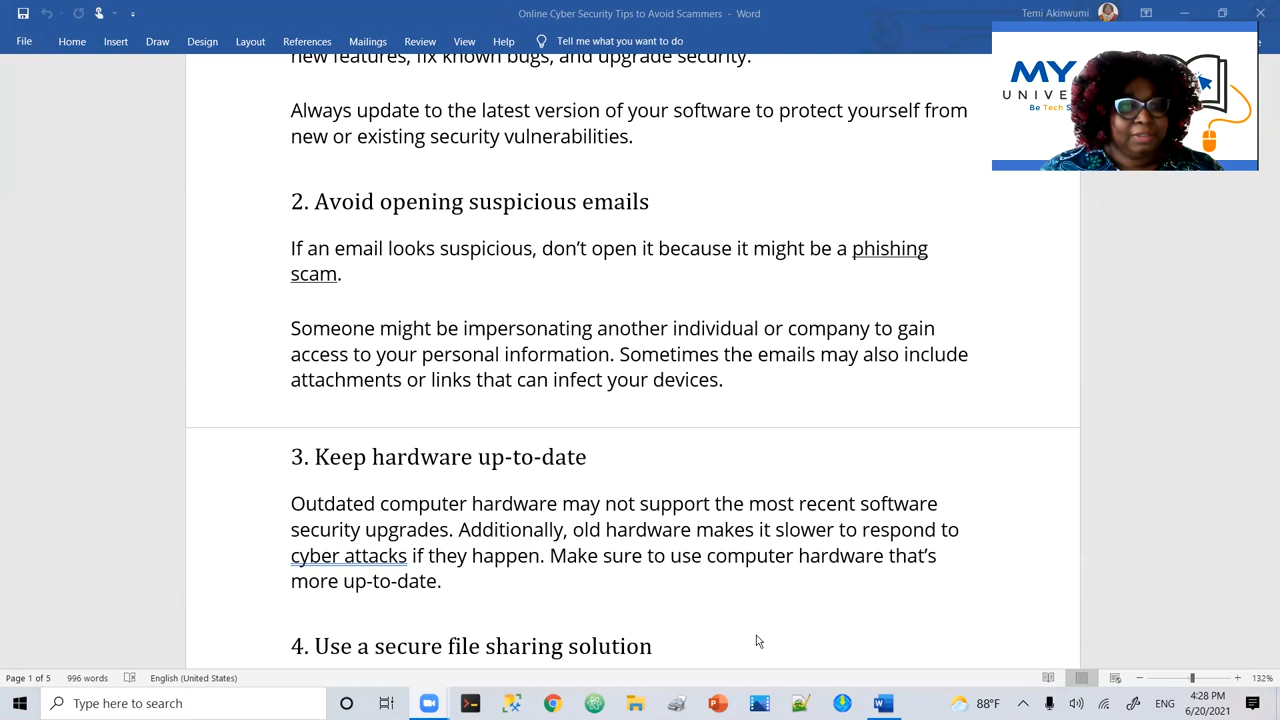 Online Cyber Security Tips to Avoid Scammers - Word
File Home Insert Draw Design Layout References Mailings Review View Help Tell me what you want to do
MY
UNIVE
Be Tech S
new features, fix known bugs, and upgrade security.
Always update to the latest version of your software to protect yourself from
new or existing security vulnerabilities.
2. Avoid opening suspicious emails
If an email looks suspicious, don’t open it because it might be a phishing
scam.
Someone might be impersonating another individual or company to gain
access to your personal information. Sometimes the emails may also include
attachments or links that can infect your devices.
3. Keep hardware up-to-date
Outdated computer hardware may not support the most recent software
security upgrades. Additionally, old hardware makes it slower to respond to
cyber attacks if they happen. Make sure to use computer hardware that’s
more up-to-date.
4. Use a secure file sharing solution
Page 1 of 5 996 words English (United States) 132%
Type here to search 88°F ENG 4:28 PM
6/20/2021